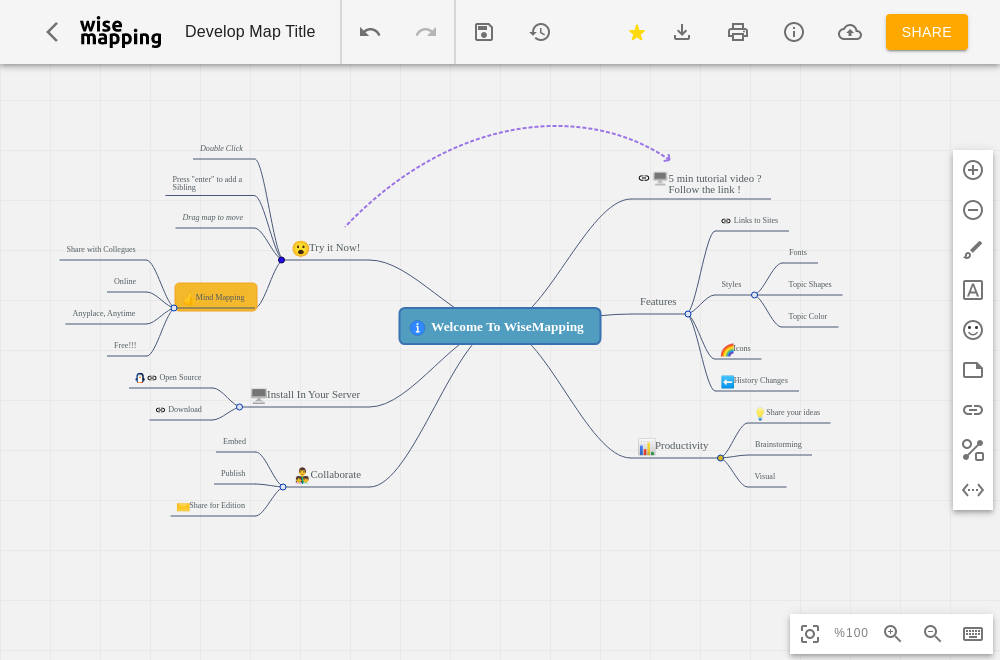 wise
mapping
Develop Map Title
SHARE
Double Click
Press "enter" to add a
Sibling
Drag map to move
Try it Now!
Share with Collegues
Online
Mind Mapping
Anyplace, Anytime
Free!!!
Open Source
Install In Your Server
Download
Embed
Publish
Collaborate
Share for Edition
Welcome To WiseMapping
5 min tutorial video ?
Follow the link !
Links to Sites
Fonts
Styles
Topic Shapes
Features
Topic Color
Icons
History Changes
Share your ideas
Productivity
Brainstorming
Visual
%100